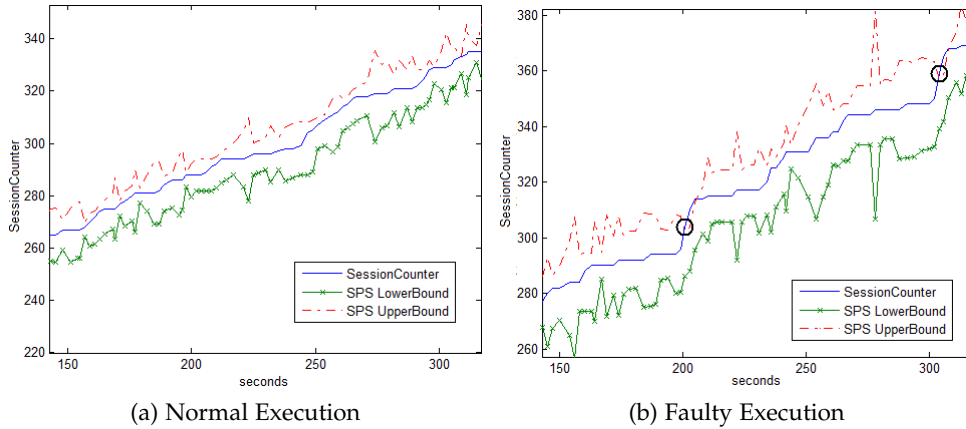 340
320
300
280
260
240
220
SessionCounter
150
200
250
300
seconds
SessionCounter
SPS LowerBound
SPS UpperBound
(a) Normal Execution
380
360
340
320
300
280
260
SessionCounter
150
200
250
300
seconds
SessionCounter
SPS LowerBound
SPS UpperBound
(b) Faulty Execution